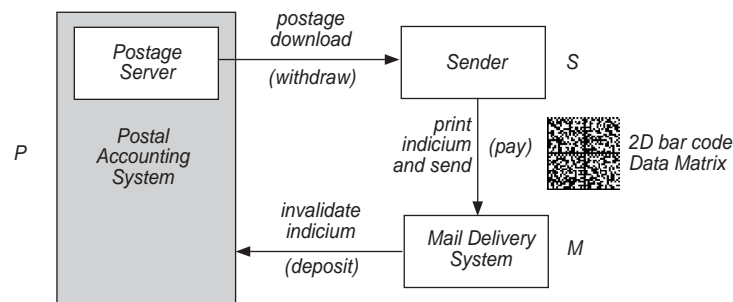 postage
download
(withdraw)
Postage
Server
Sender
S
P
Postal
Accounting
System
print
indicium
and send
(pay)
2D bar code
Data Matrix
invalidate
indicium
(deposit)
Mail Delivery
System
M